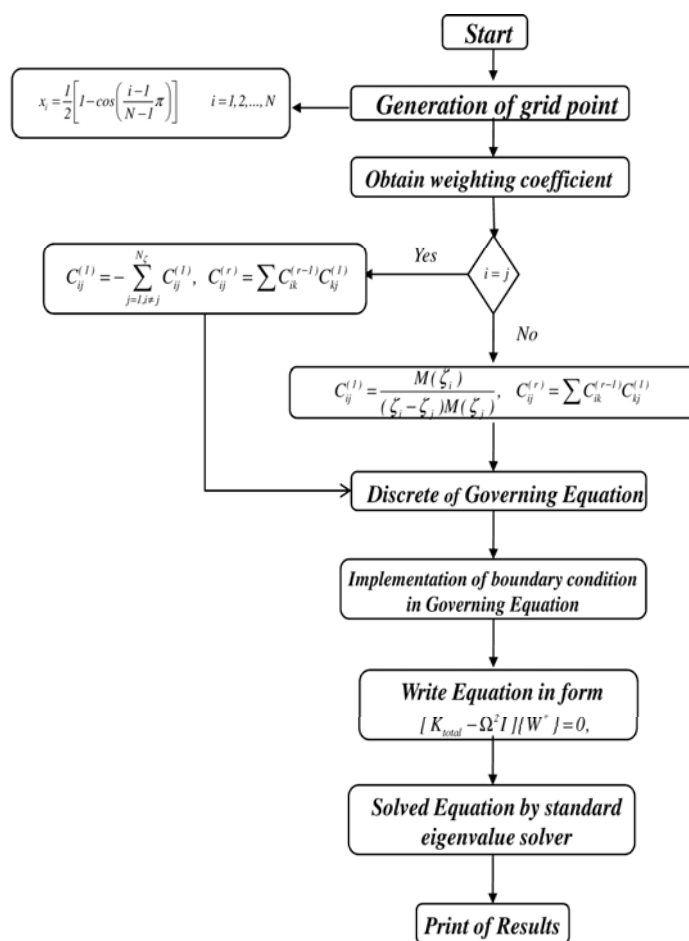 Start
x_i = 1/2 [1 - cos((i-1)/(N-1) π)] i=1,2,...,N
Generation of grid point
Obtain weighting coefficient
Yes
i = j
C_ij^(1) = - ∑_{j=1,i≠j}^{N_ζ} C_ij^(1), C_ij^(r) = ∑ C_ik^(r-1) C_kj^(1)
No
C_ij^(1) = M(ζ_i) / ((ζ_i - ζ_j) M(ζ_j)), C_ij^(r) = ∑ C_ik^(r-1) C_kj^(1)
Discrete of Governing Equation
Implementation of boundary condition
in Governing Equation
Write Equation in form
[ K_total - Ω^2 I ]{W^* } = 0,
Solved Equation by standard
eigenvalue solver
Print of Results